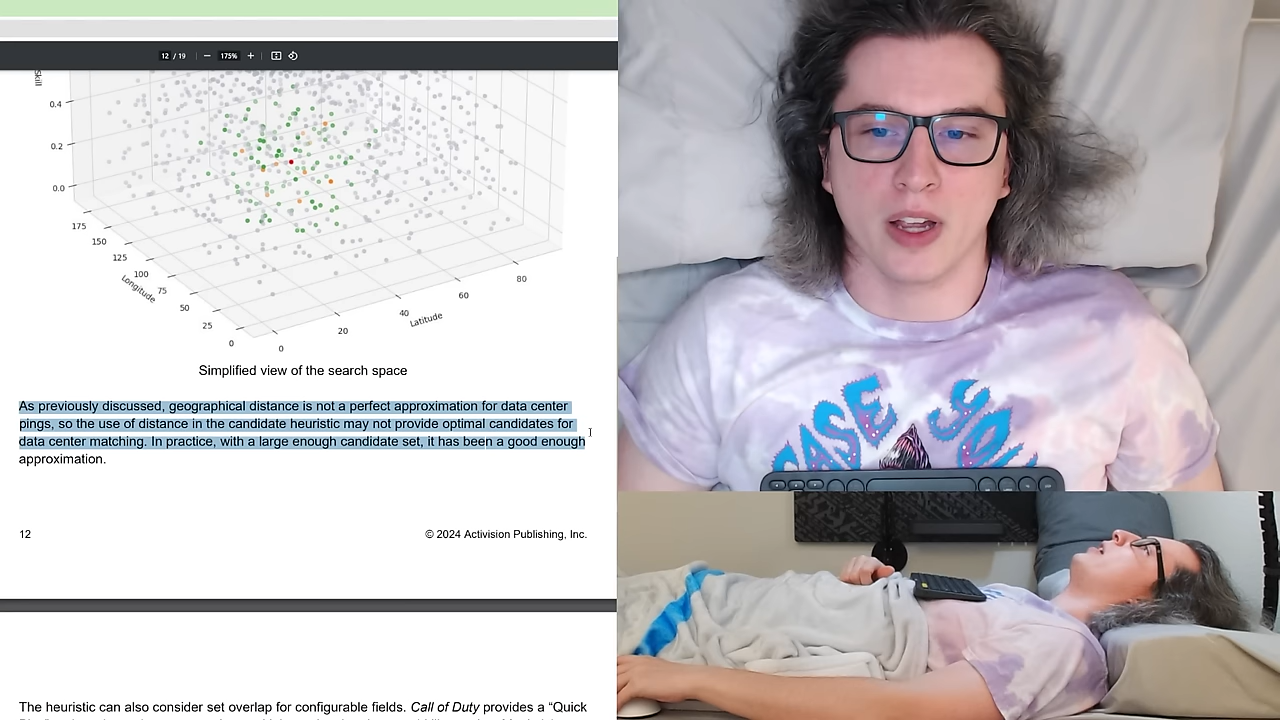 12 / 19 − 175% +
Skill
0.4
0.2
0.0
175
150
125
100
75
50
25
0
Longitude
0
20
40
60
80
Latitude
Simplified view of the search space
As previously discussed, geographical distance is not a perfect approximation for data center
pings, so the use of distance in the candidate heuristic may not provide optimal candidates for
data center matching. In practice, with a large enough candidate set, it has been a good enough
approximation.
12 © 2024 Activision Publishing, Inc.
The heuristic can also consider set overlap for configurable fields. Call of Duty provides a “Quick